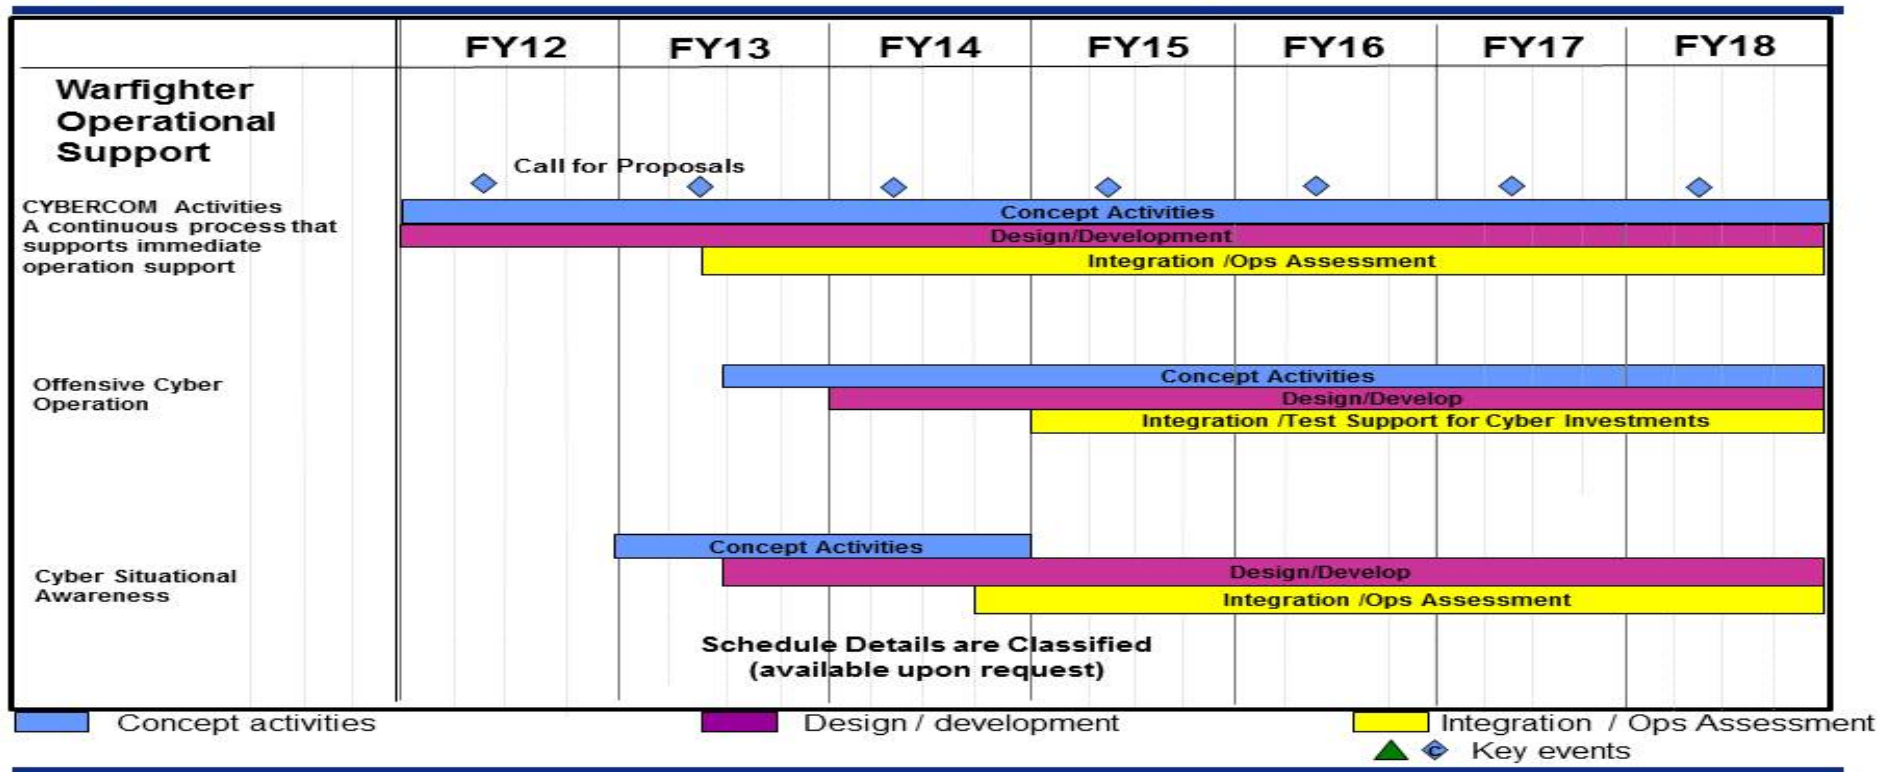 FY12 FY13 FY14 FY15 FY16 FY17 FY18
Warfighter
Operational
Support
Call for Proposals
CYBERCOM Activities
A continuous process that
supports immediate
operation support
Concept Activities
Design/Development
Integration /Ops Assessment
Offensive Cyber
Operation
Concept Activities
Design/Develop
Integration /Test Support for Cyber Investments
Cyber Situational
Awareness
Concept Activities
Design/Develop
Integration /Ops Assessment
Schedule Details are Classified
(available upon request)
Concept activities
Design / development
Integration / Ops Assessment
C Key events